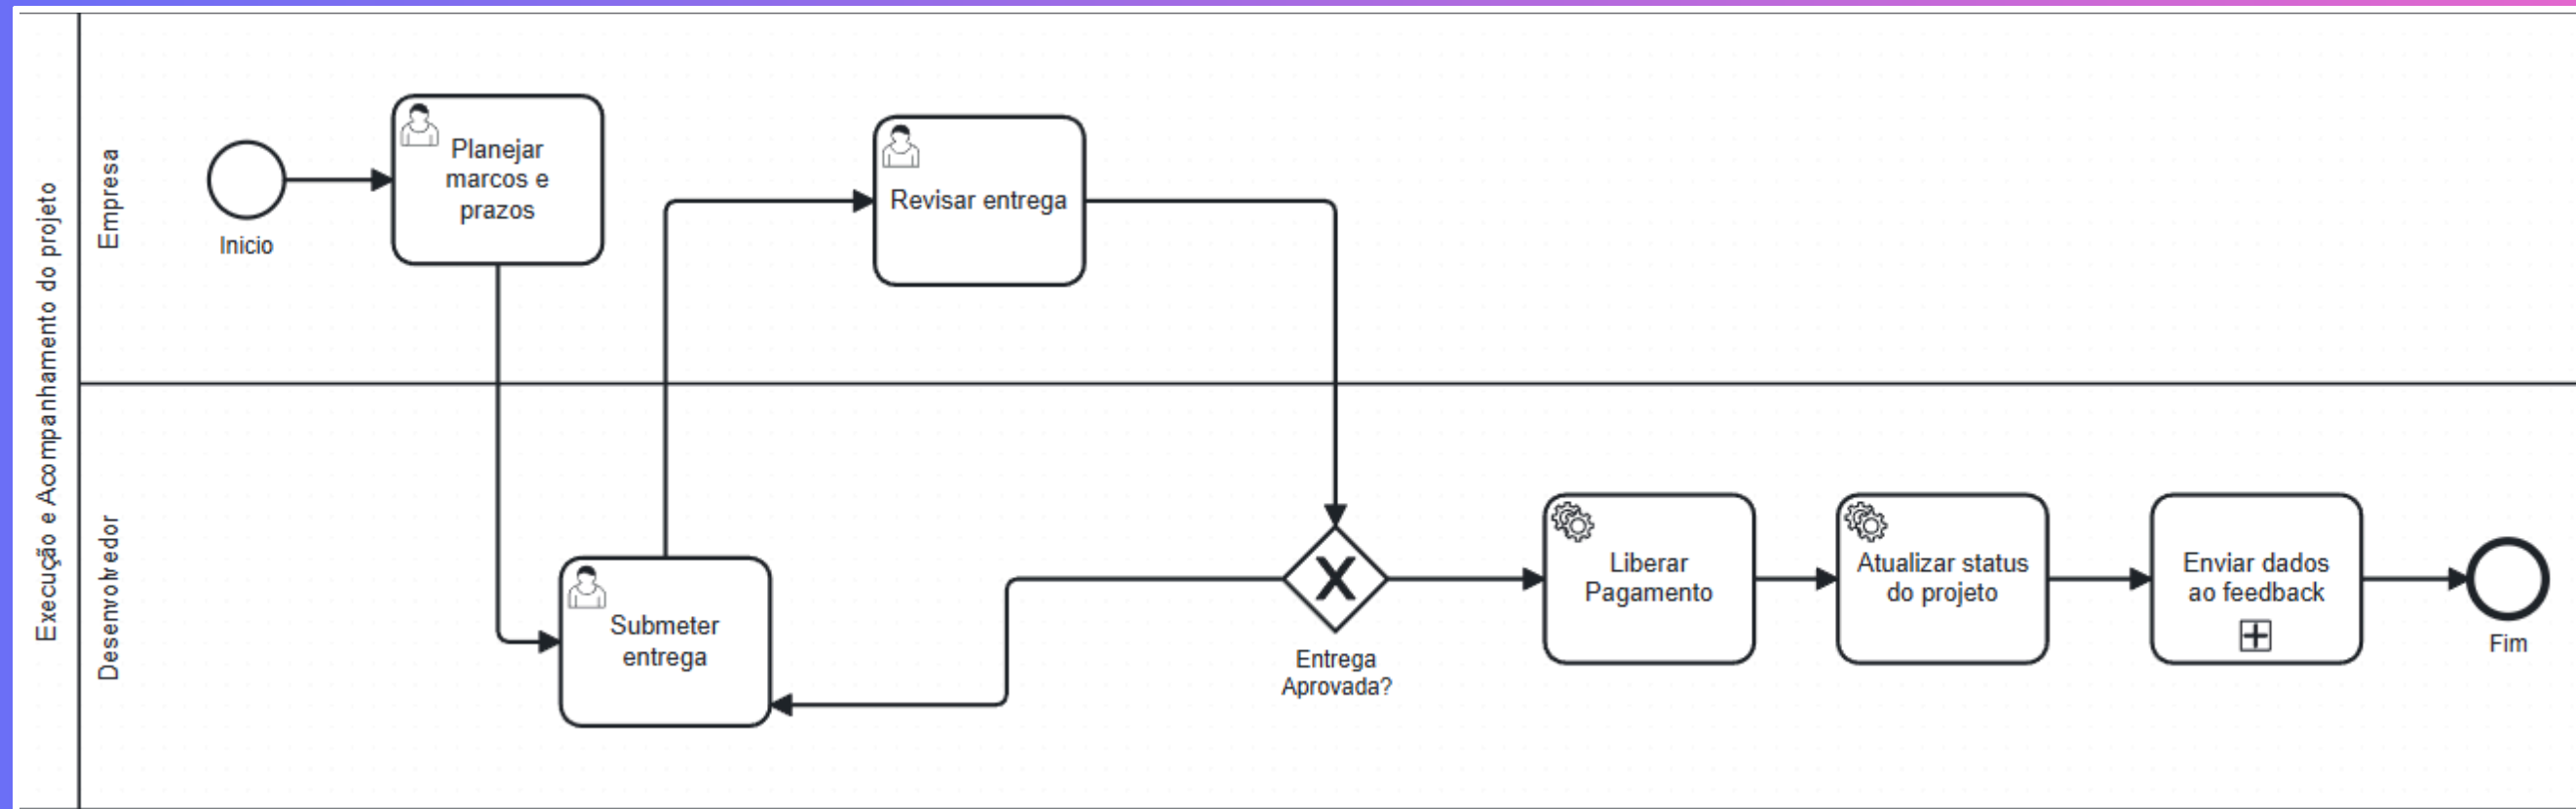 Execução e Acompanhamento do projeto
Empresa
Inicio
Planejar
marcos e
prazos
Revisar entrega
Desenvolvedor
Submeter
entrega
Entrega
Aprovada?
Liberar
Pagamento
Atualizar status
do projeto
Enviar dados
ao feedback
Fim